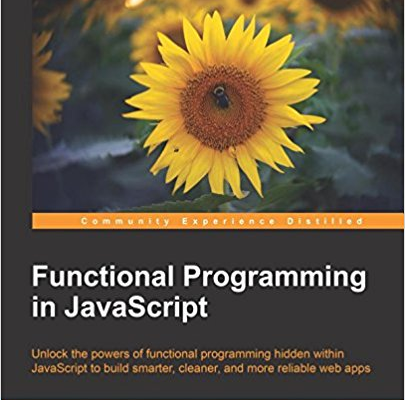 Community Experience Distilled
Functional Programming
in JavaScript
Unlock the powers of functional programming hidden within
JavaScript to build smarter, cleaner, and more reliable web apps